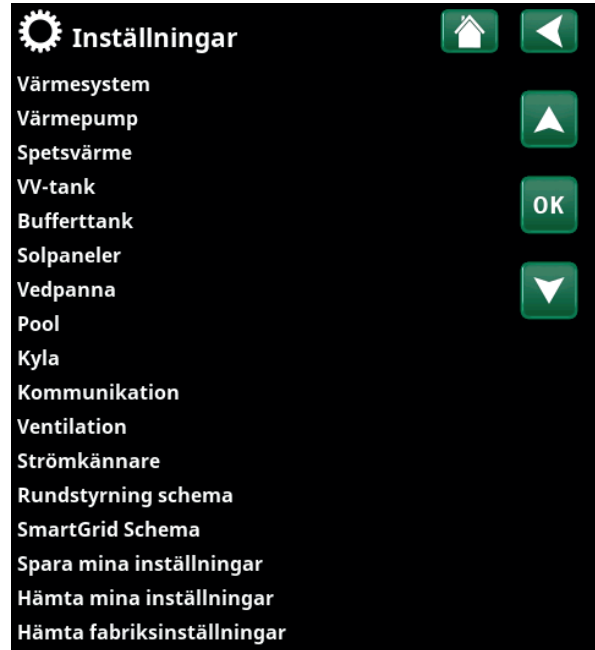 Inställningar
Värmesystem
Värmepump
Spetsvärme
VV-tank
OK
Bufferttank
Solpaneler
Vedpanna
Pool
Kyla
Kommunikation
Ventilation
Strömkännare
Rundstyrning schema
SmartGrid Schema
Spara mina inställningar
Hämta mina inställningar
Hämta fabriksinställningar